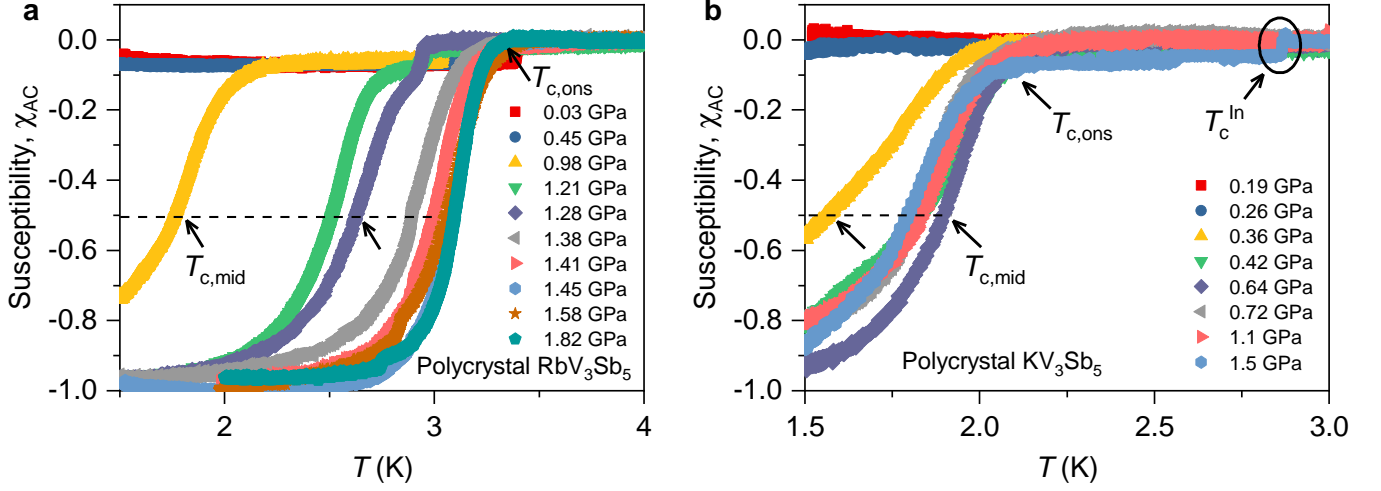 a
Susceptibility, χAC
0.0
-0.2
-0.4
-0.6
-0.8
-1.0
2
3
4
T (K)
Tc,ons
Tc,mid
0.03 GPa
0.45 GPa
0.98 GPa
1.21 GPa
1.28 GPa
1.38 GPa
1.41 GPa
1.45 GPa
1.58 GPa
1.82 GPa
Polycrystal RbV3Sb5
b
Susceptibility, χAC
0.0
-0.2
-0.4
-0.6
-0.8
-1.0
1.5
2.0
2.5
3.0
T (K)
Tc,ons
TcIn
Tc,mid
0.19 GPa
0.26 GPa
0.36 GPa
0.42 GPa
0.64 GPa
0.72 GPa
1.1 GPa
1.5 GPa
Polycrystal KV3Sb5